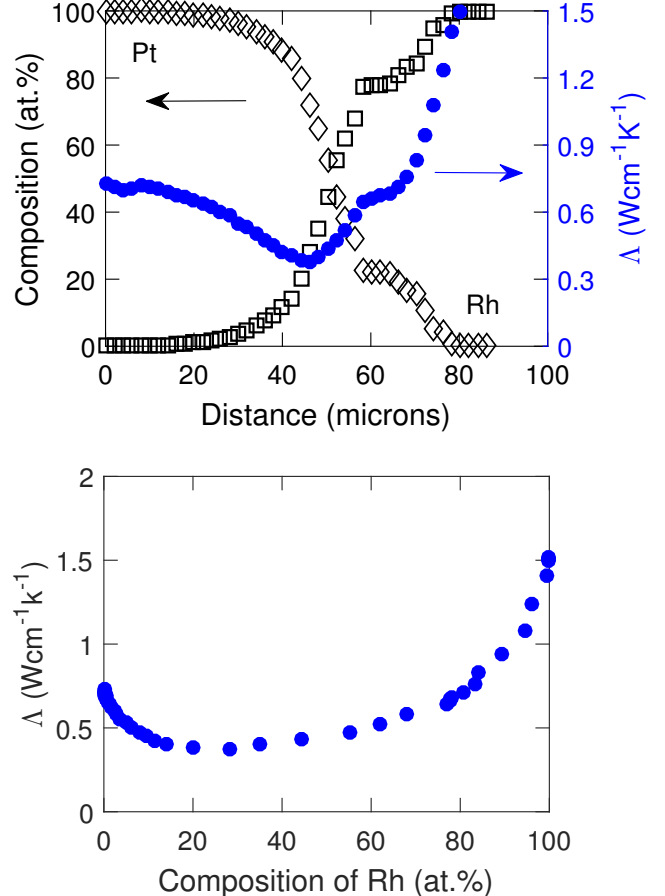 100
80
60
40
20
0
Composition (at.%)
Pt
Rh
1.5
1.2
0.9
0.6
0.3
0
Λ (Wcm⁻¹K⁻¹)
0 20 40 60 80 100
Distance (microns)
2
1.5
1
0.5
0
Λ (Wcm⁻¹k⁻¹)
0 20 40 60 80 100
Composition of Rh (at.%)